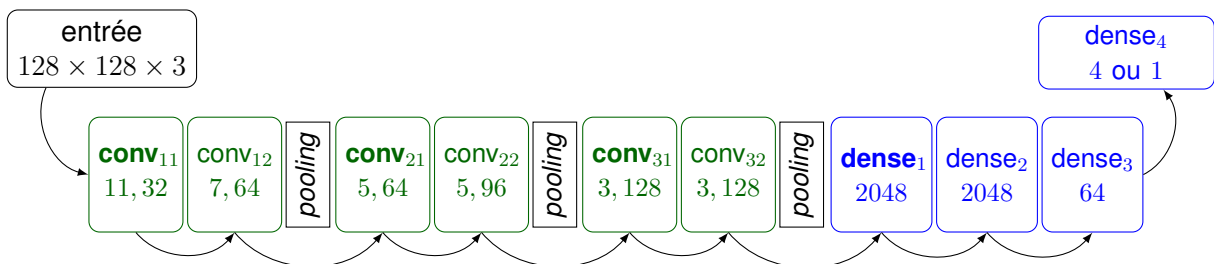 entrée
128 × 128 × 3
conv₁₁
11, 32
conv₁₂
7, 64
pooling
conv₂₁
5, 64
conv₂₂
5, 96
pooling
conv₃₁
3, 128
conv₃₂
3, 128
pooling
dense₁
2048
dense₂
2048
dense₃
64
dense₄
4 ou 1